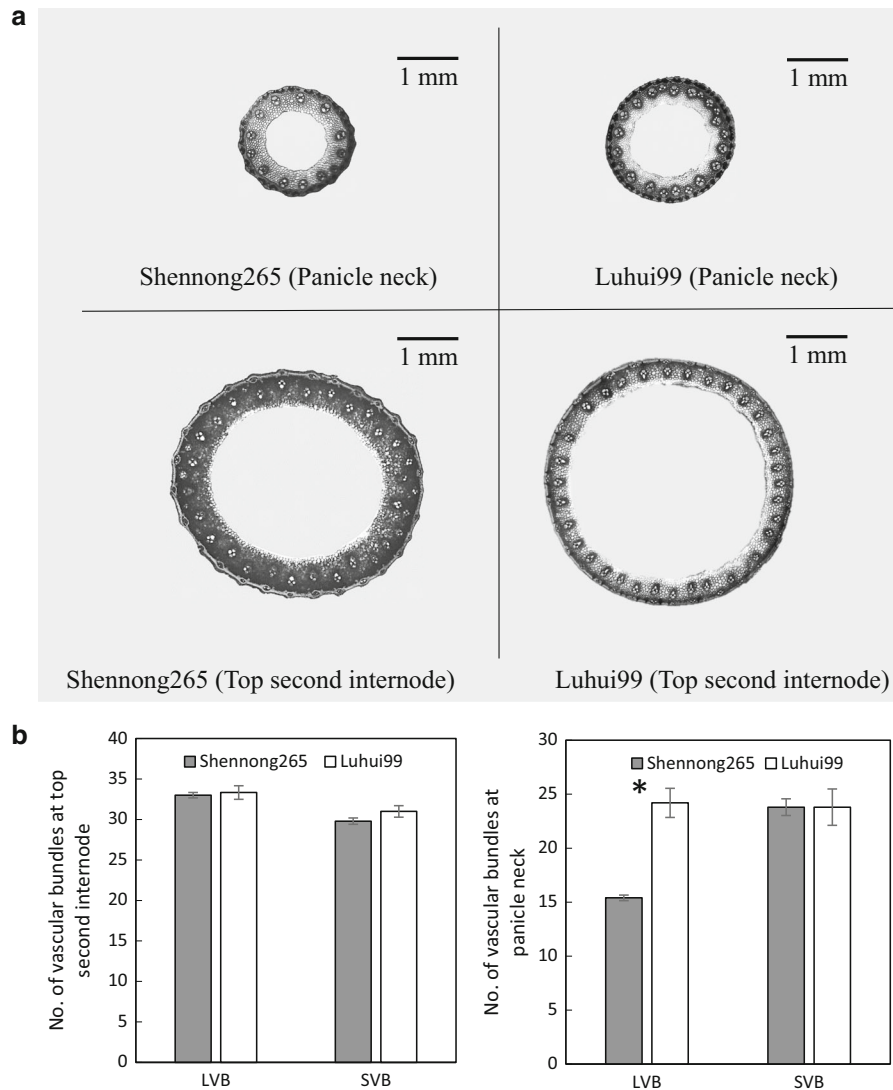 a
1 mm
1 mm
Shennong265 (Panicle neck)
Luhui99 (Panicle neck)
1 mm
1 mm
Shennong265 (Top second internode)
Luhui99 (Top second internode)
b
No. of vascular bundles at top
second internode
40
35
30
25
20
15
10
5
0
Shennong265
Luhui99
LVB
SVB
No. of vascular bundles at
panicle neck
30
25
20
15
10
5
0
Shennong265
Luhui99
*
LVB
SVB